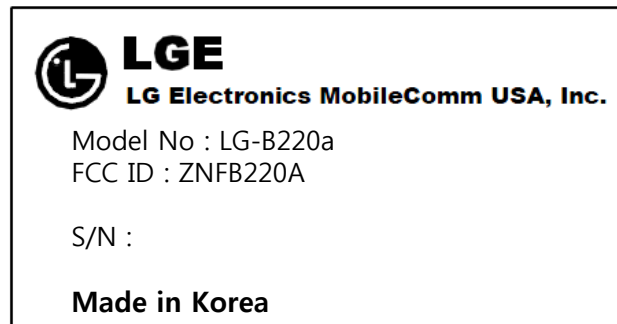 LGE
LG Electronics MobileComm USA, Inc.
Model No : LG-B220a
FCC ID : ZNFB220A
S/N :
Made in Korea